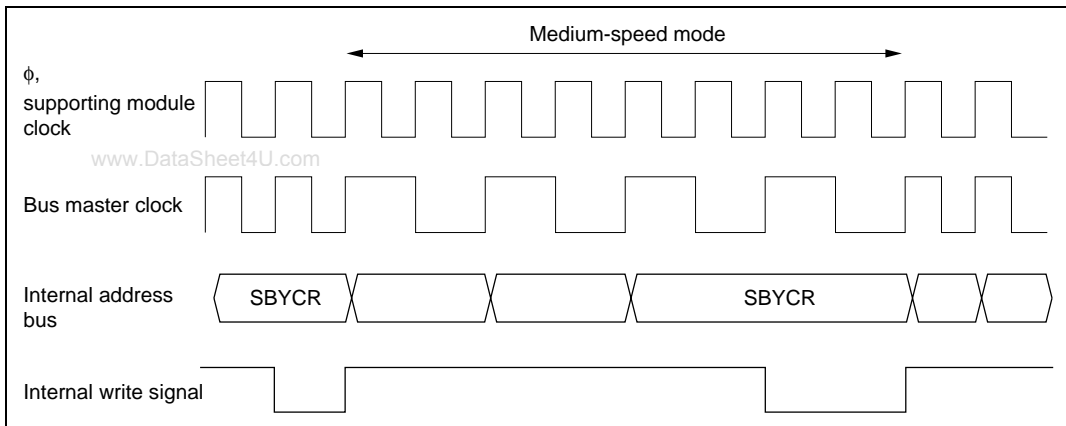 Medium-speed mode
ϕ,
supporting module
clock
www.DataSheet4U.com
Bus master clock
Internal address
bus
SBYCR
SBYCR
Internal write signal